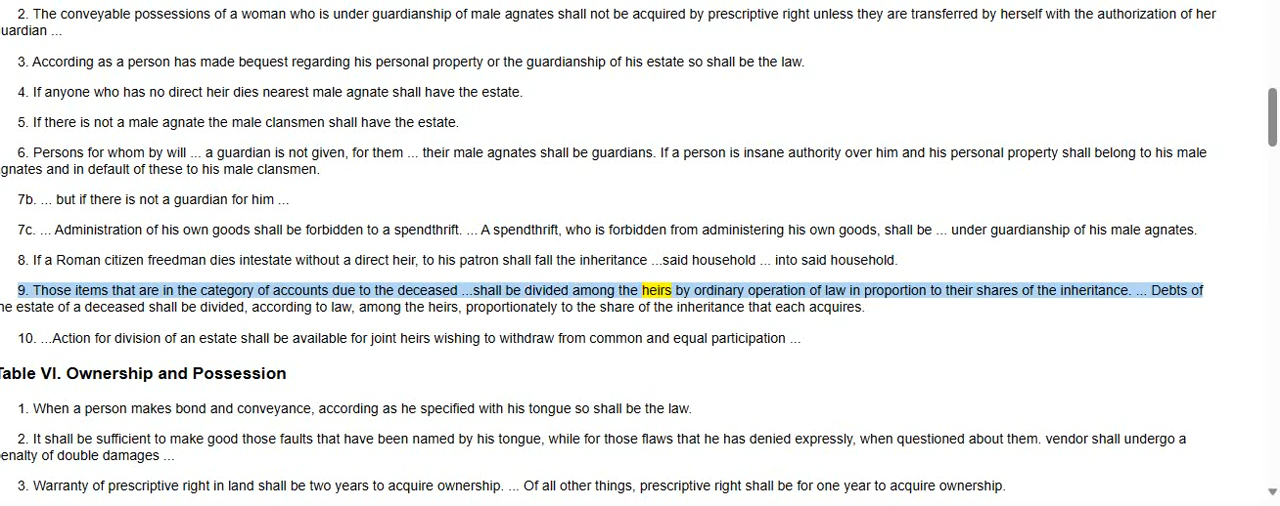 2. The conveyable possessions of a woman who is under guardianship of male agnates shall not be acquired by prescriptive right unless they are transferred by herself with the authorization of her
uardian ...
3. According as a person has made bequest regarding his personal property or the guardianship of his estate so shall be the law.
4. If anyone who has no direct heir dies nearest male agnate shall have the estate.
5. If there is not a male agnate the male clansmen shall have the estate.
6. Persons for whom by will ... a guardian is not given, for them ... their male agnates shall be guardians. If a person is insane authority over him and his personal property shall belong to his male
gnates and in default of these to his male clansmen.
7b. ... but if there is not a guardian for him ...
7c. ... Administration of his own goods shall be forbidden to a spendthrift. ... A spendthrift, who is forbidden from administering his own goods, shall be ... under guardianship of his male agnates.
8. If a Roman citizen freedman dies intestate without a direct heir, to his patron shall fall the inheritance ...said household ... into said household.
9. Those items that are in the category of accounts due to the deceased ...shall be divided among the heirs by ordinary operation of law in proportion to their shares of the inheritance. ... Debts of
he estate of a deceased shall be divided, according to law, among the heirs, proportionately to the share of the inheritance that each acquires.
10. ...Action for division of an estate shall be available for joint heirs wishing to withdraw from common and equal participation ...
Table VI. Ownership and Possession
1. When a person makes bond and conveyance, according as he specified with his tongue so shall be the law.
2. It shall be sufficient to make good those faults that have been named by his tongue, while for those flaws that he has denied expressly, when questioned about them. vendor shall undergo a
enalty of double damages ...
3. Warranty of prescriptive right in land shall be two years to acquire ownership. ... Of all other things, prescriptive right shall be for one year to acquire ownership.